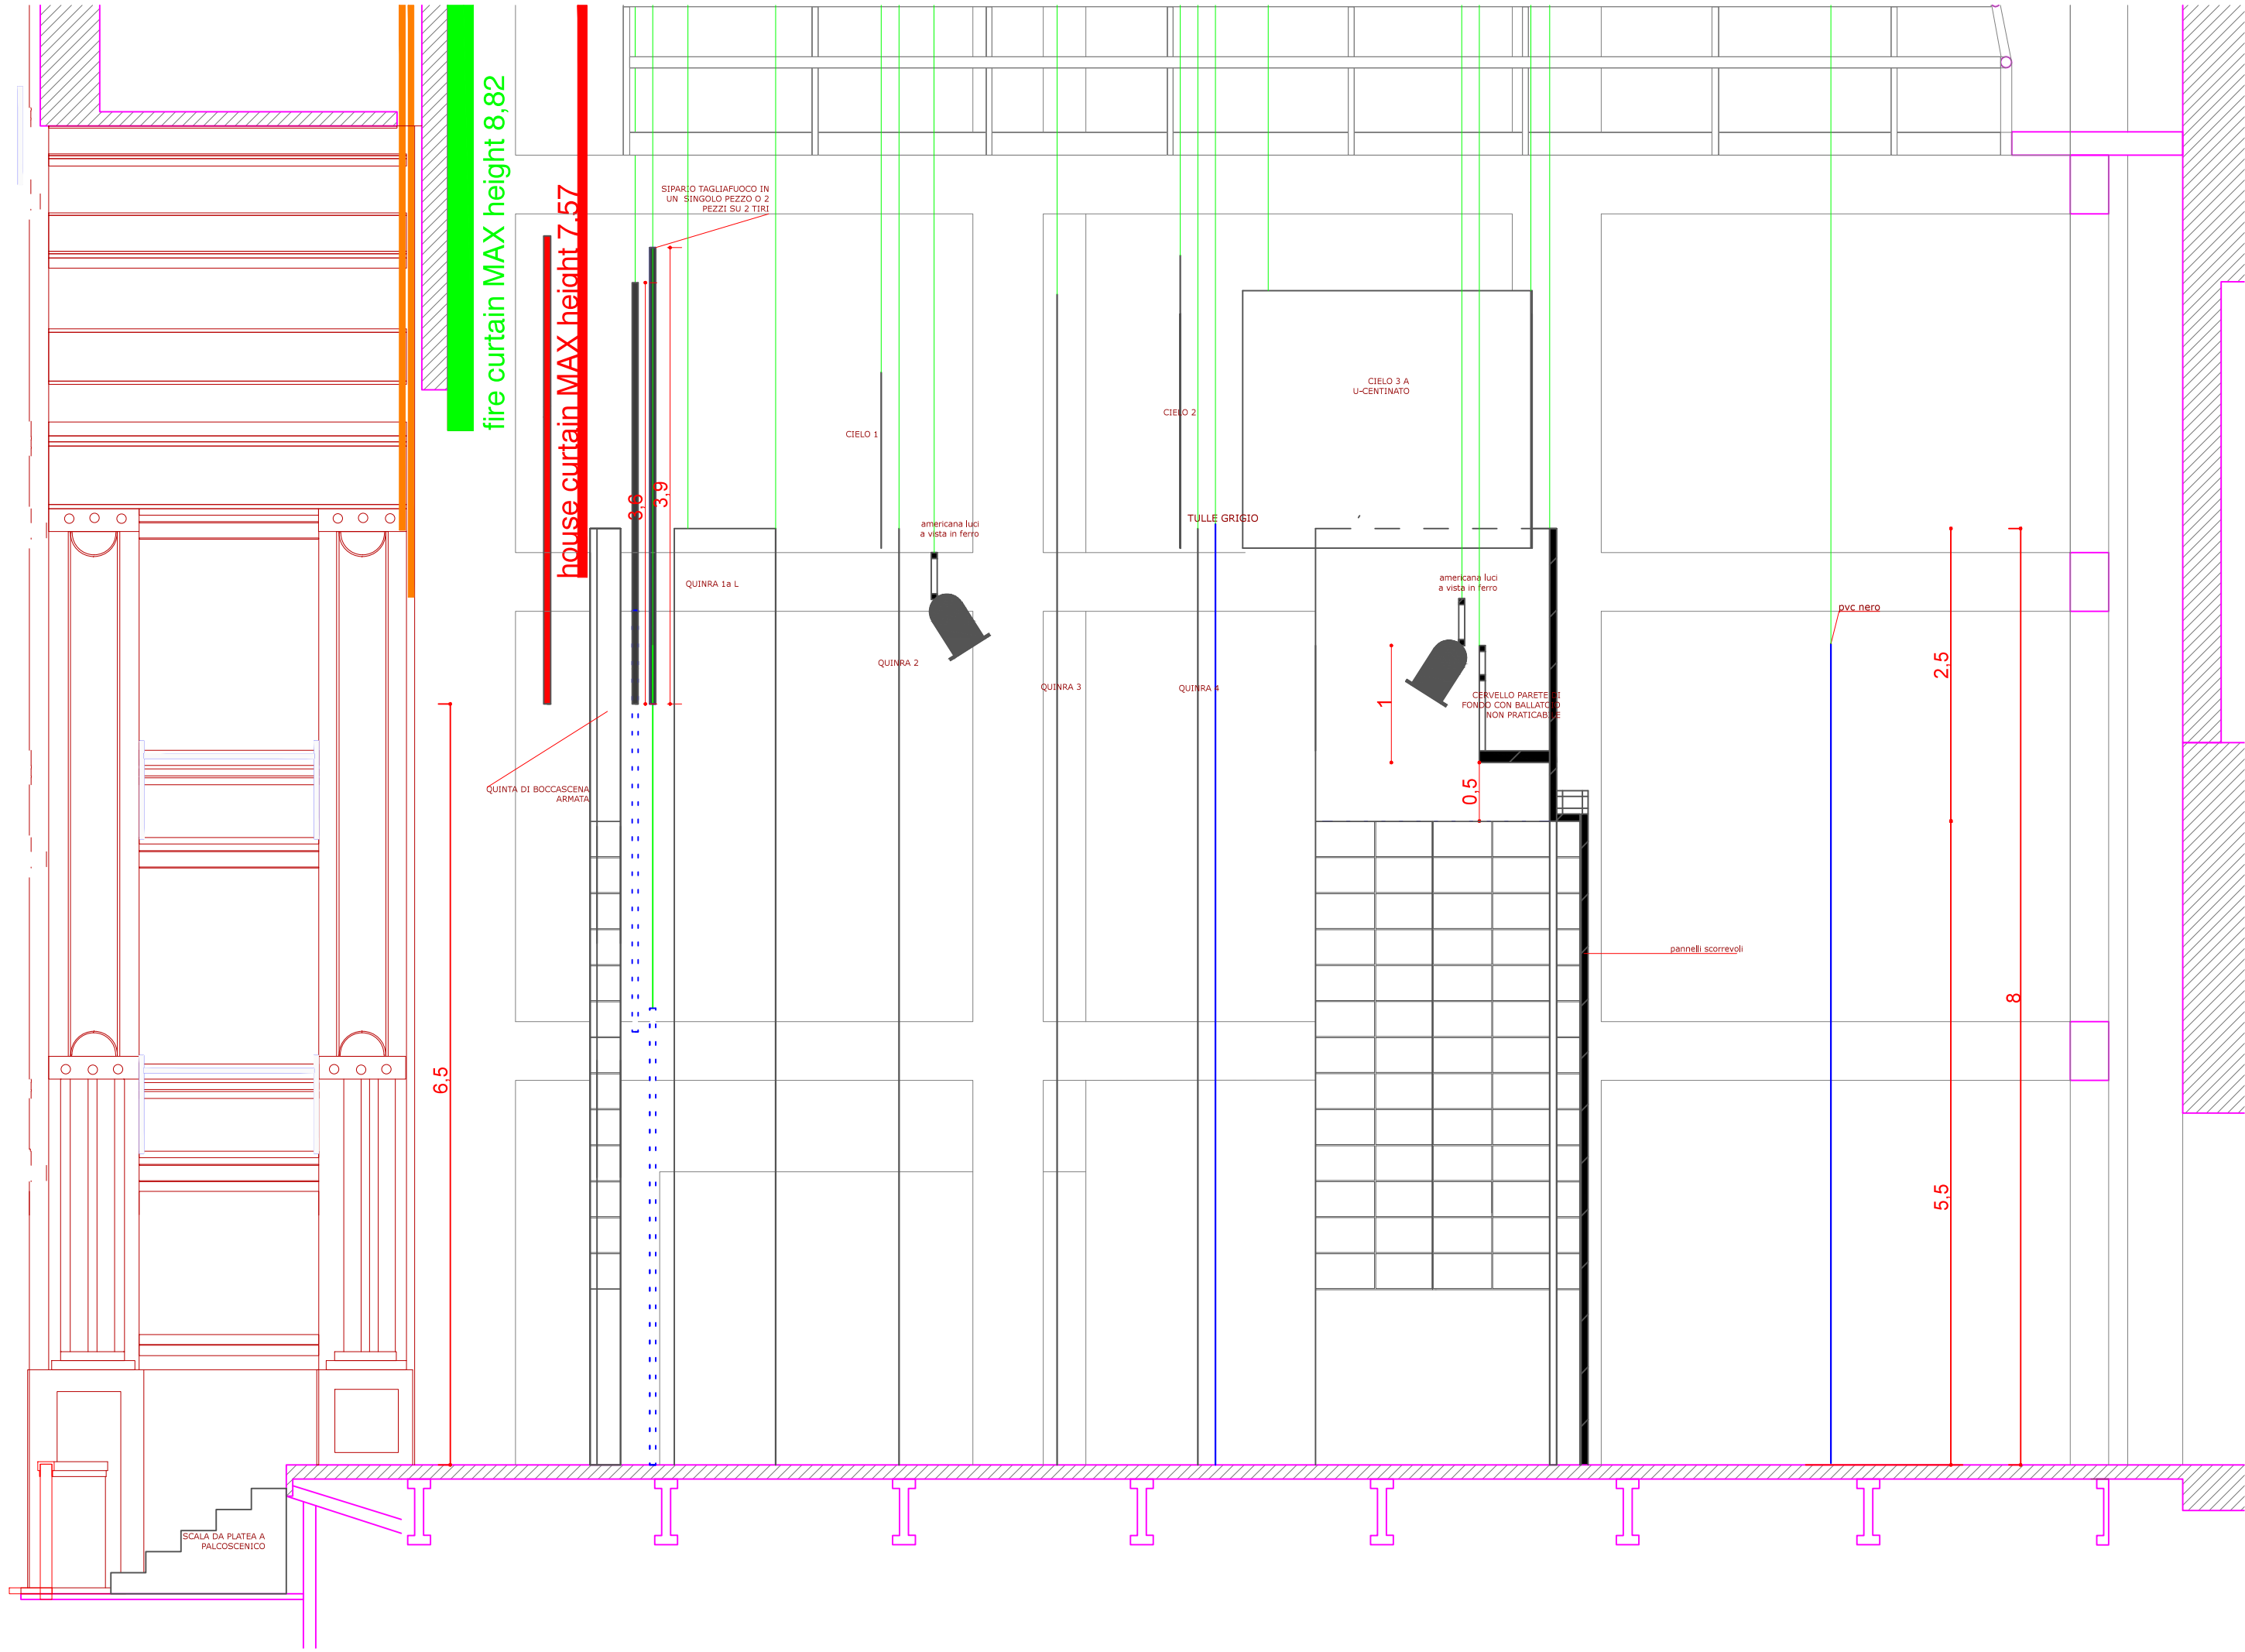 fire curtain MAX height 8,82
house curtain MAX height 7,57
SIPARIO TAGLIAFUOCO IN
UN SINGOLO PEZZO O 2
PEZZI SU 2 TIRI
CIELO 1
CIELO 2
CIELO 3 A
U-CENTINATO
3,6
3,9
americana luci
a vista in ferro
TULLE GRIGIO
QUINRA 1a L
americana luci
a vista in ferro
pvc nero
QUINRA 2
QUINRA 3
QUINRA 4
1
CERVELLO PARETE DI
FONDO CON BALLATOIO
NON PRATICABILE
2,5
QUINTA DI BOCCASCENA
ARMATA
0,5
pannelli scorrevoli
8
6,5
5,5
SCALA DA PLATEA A
PALCOSCENICO